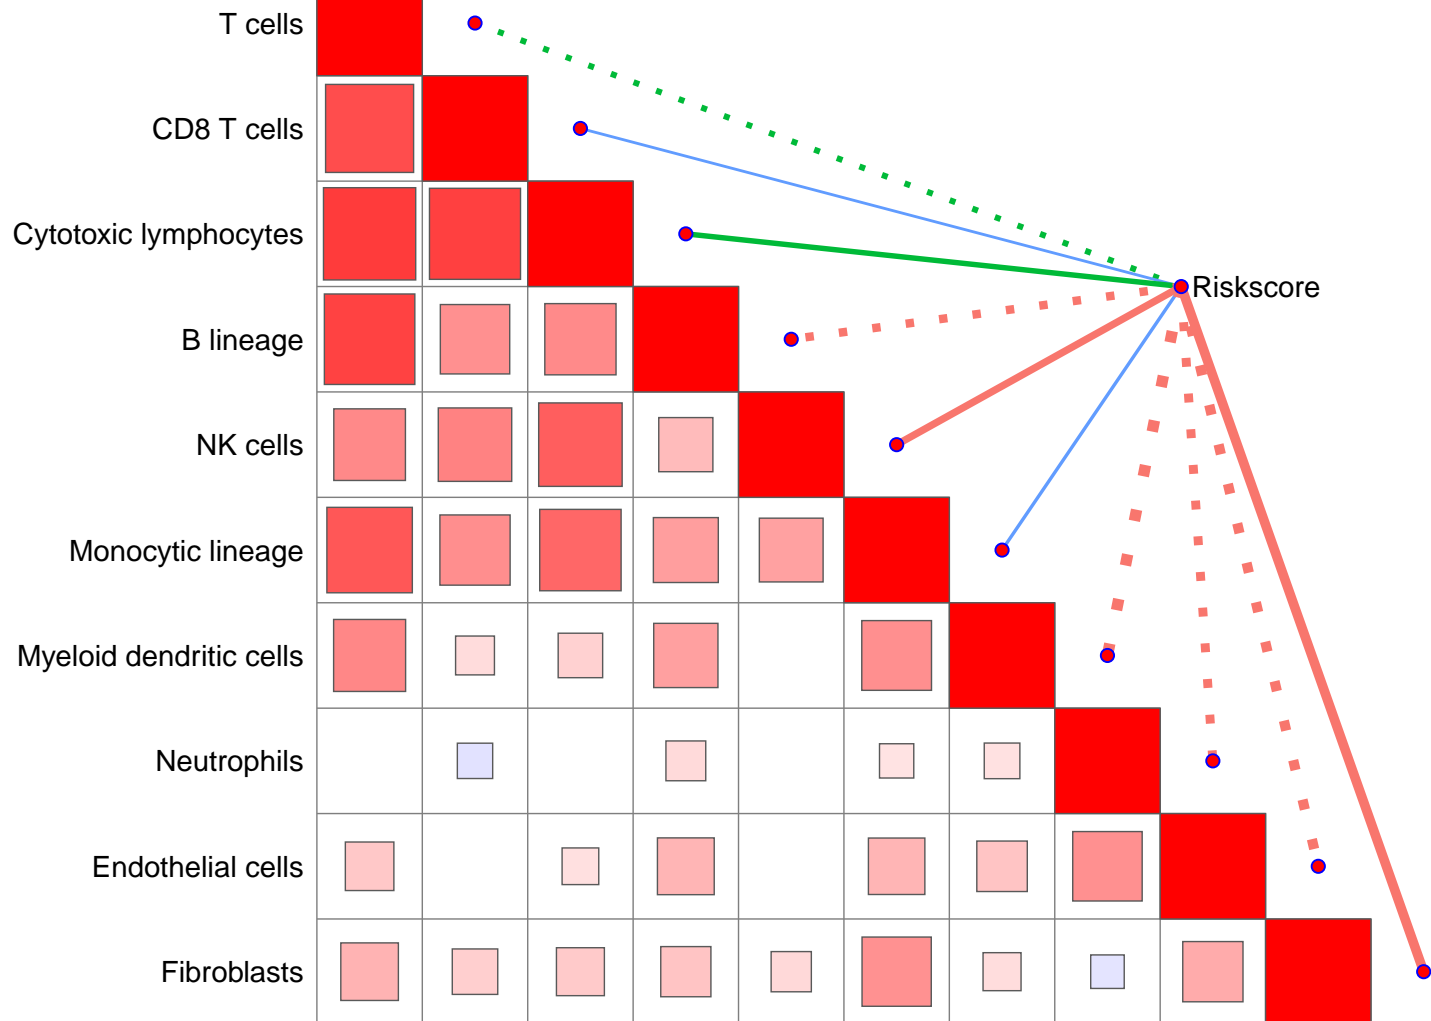 T cells
CD8 T cells
Cytotoxic lymphocytes
Riskscore
B lineage
NK cells
Monocytic lineage
Myeloid dendritic cells
Neutrophils
Endothelial cells
Fibroblasts